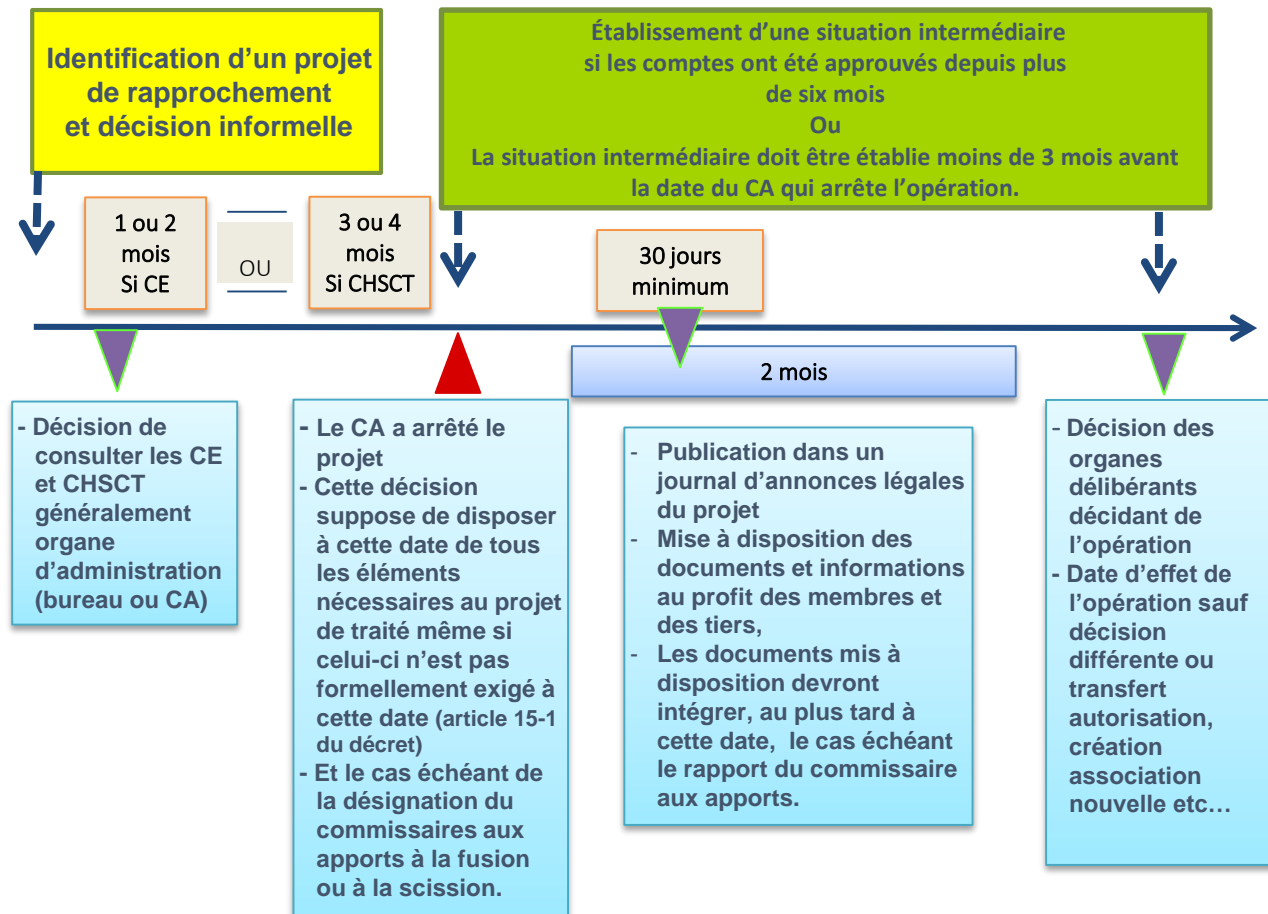 Identification d’un projet
de rapprochement
et décision informelle
Établissement d’une situation intermédiaire
si les comptes ont été approuvés depuis plus
de six mois
Ou
La situation intermédiaire doit être établie moins de 3 mois avant
la date du CA qui arrête l’opération.
1 ou 2
mois
Si CE
OU
3 ou 4
mois
Si CHSCT
30 jours
minimum
2 mois
- Décision de
consulter les CE
et CHSCT
généralement
organe
d’administration
(bureau ou CA)
- Le CA a arrêté le
projet
- Cette décision
suppose de disposer
à cette date de tous
les éléments
nécessaires au projet
de traité même si
celui-ci n’est pas
formellement exigé à
cette date (article 15-1
du décret)
- Et le cas échéant de
la désignation du
commissaires aux
apports à la fusion
ou à la scission.
- Publication dans un
journal d’annonces légales
du projet
- Mise à disposition des
documents et informations
au profit des membres et
des tiers,
- Les documents mis à
disposition devront
intégrer, au plus tard à
cette date, le cas échéant
le rapport du commissaire
aux apports.
- Décision des
organes
délibérants
décidant de
l’opération
- Date d’effet de
l’opération sauf
décision
différente ou
transfert
autorisation,
création
association
nouvelle etc…